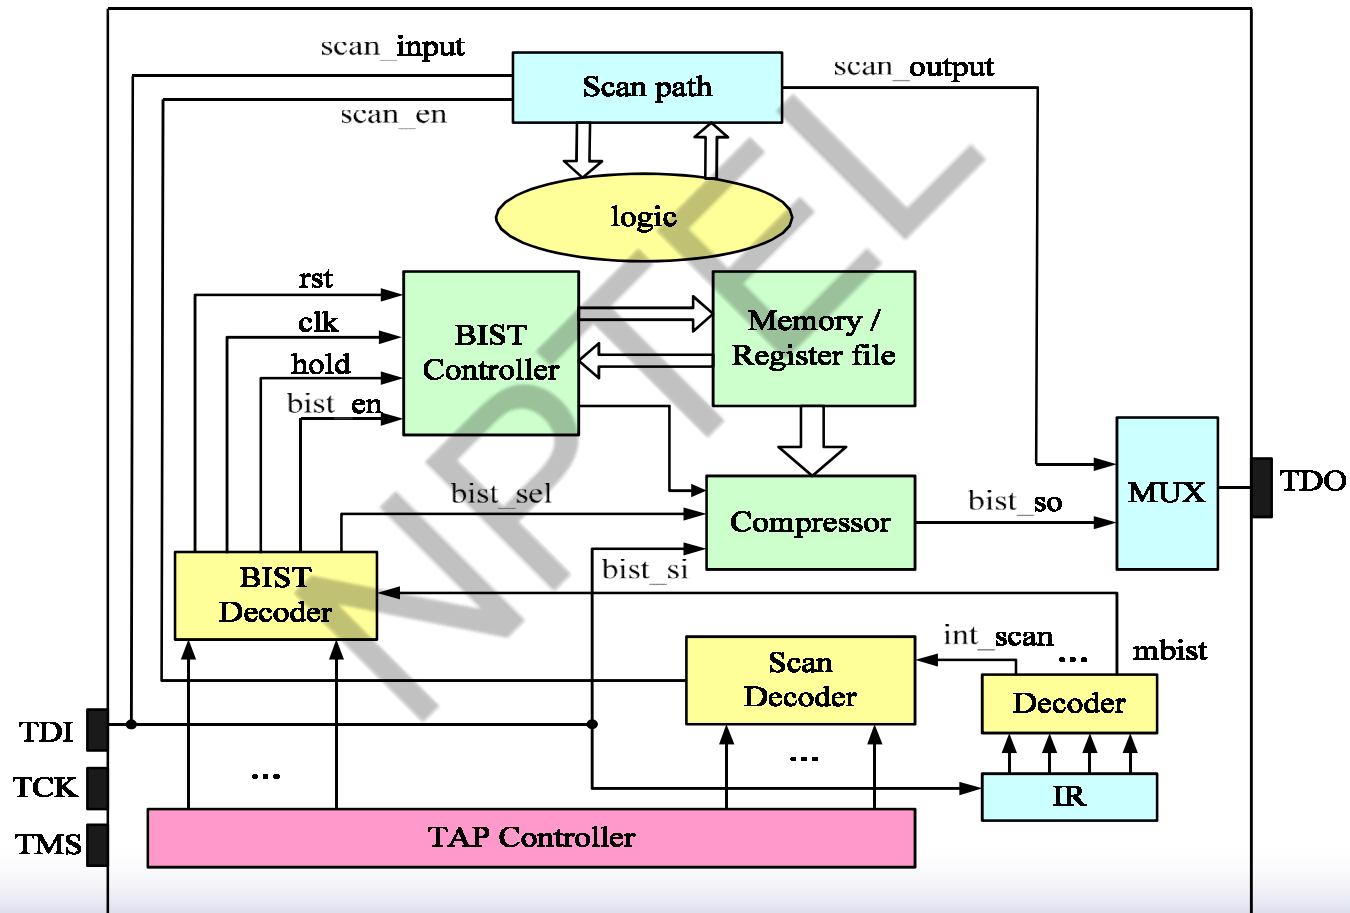 scan_input
Scan path
scan_output
scan_en
logic
rst
clk
hold
bist_en
BIST
Controller
Memory /
Register file
bist_sel
Compressor
bist_so
MUX
TDO
bist_si
BIST
Decoder
int_scan
...
mbist
Scan
Decoder
Decoder
TDI
TCK
TMS
...
...
IR
TAP Controller
NPTEL